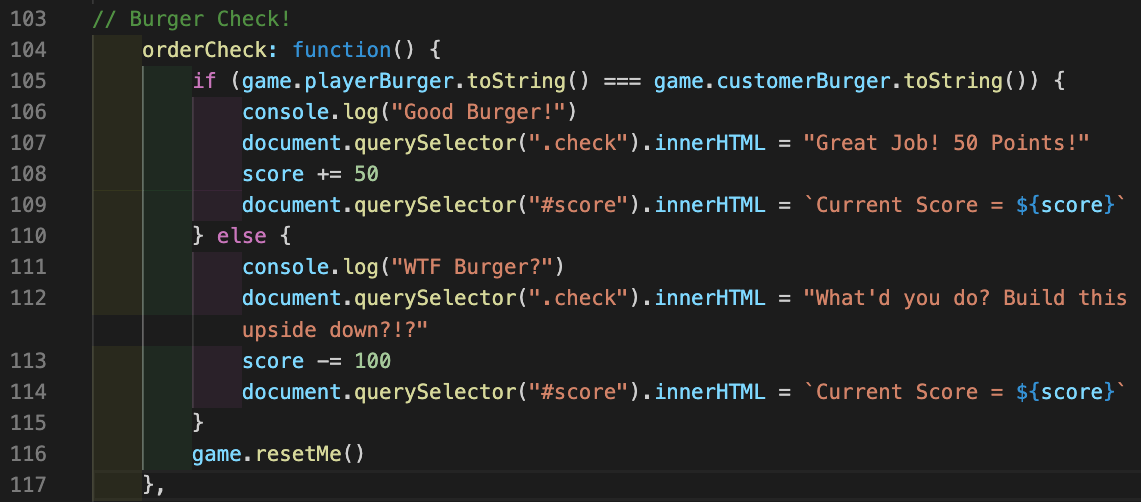 103 // Burger Check!
104 orderCheck: function() {
105 if (game.playerBurger.toString() === game.customerBurger.toString()) {
106 console.log("Good Burger!")
107 document.querySelector(".check").innerHTML = "Great Job! 50 Points!"
108 score += 50
109 document.querySelector("#score").innerHTML = `Current Score = ${score}`
110 } else {
111 console.log("WTF Burger?")
112 document.querySelector(".check").innerHTML = "What'd you do? Build this
upside down?!?"
113 score -= 100
114 document.querySelector("#score").innerHTML = `Current Score = ${score}`
115 }
116 game.resetMe()
117 },